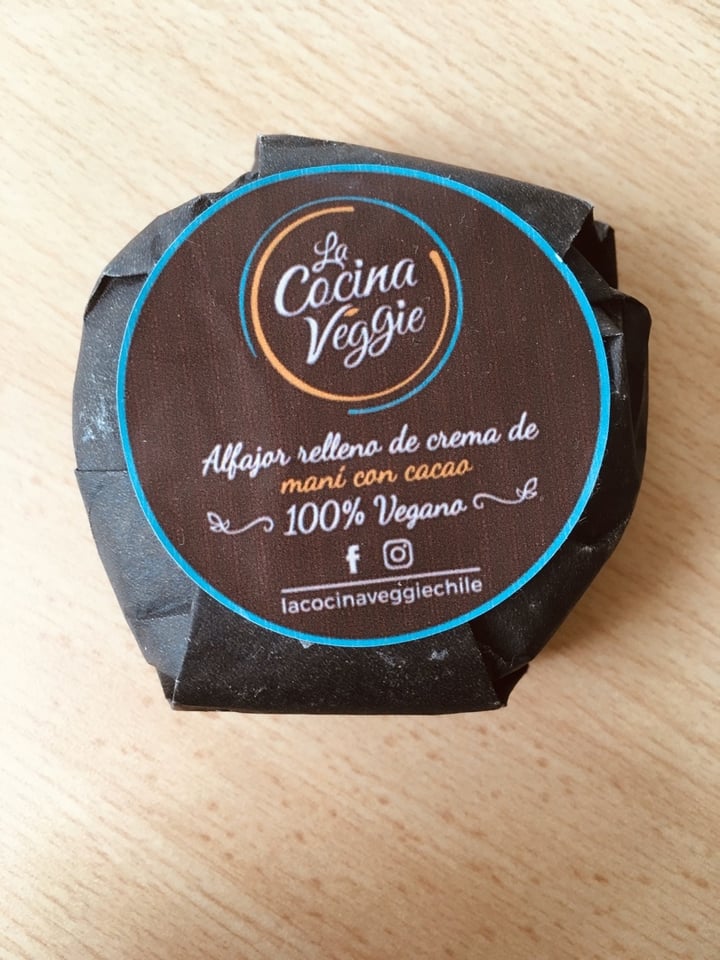 La
Cocina
Veggie
Alfajor relleno de crema de
maní con cacao
100% Vegano
lacocinaveggiechile